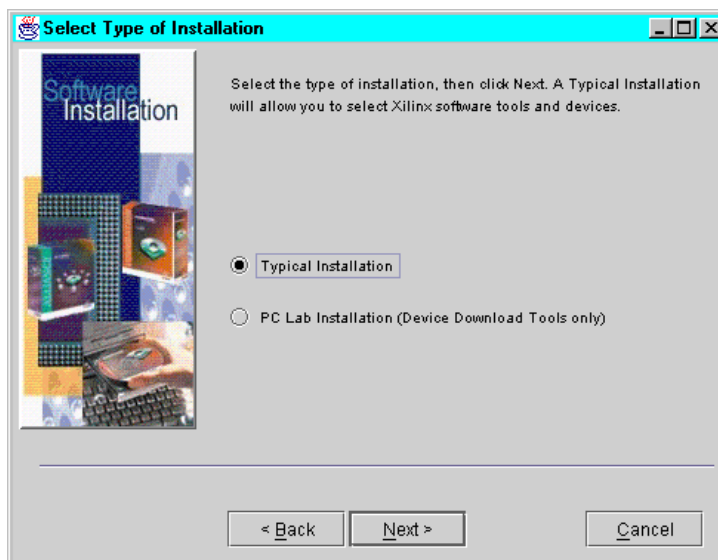 Select Type of Installation
Software
Installation
Select the type of installation, then click Next. A Typical Installation
will allow you to select Xilinx software tools and devices.
Typical Installation
PC Lab Installation (Device Download Tools only)
< Back
Next >
Cancel